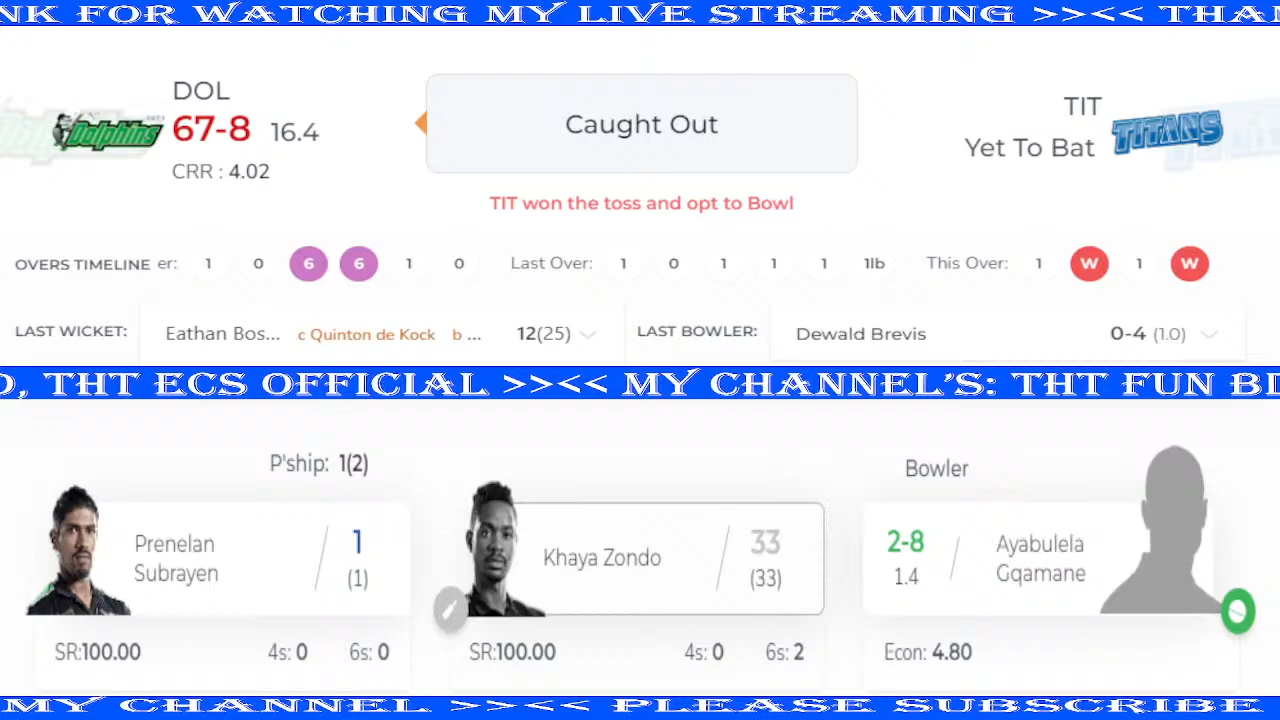 NK FOR WATCHING MY LIVE STREAMING >><< THAN
DOL
67-8 16.4
CRR : 4.02
Dolphins
Caught Out
TIT
Yet To Bat
TITANS
TIT won the toss and opt to Bowl
OVERS TIMELINE er: 1 0 6 6 1 0 Last Over: 1 0 1 1 1 1lb This Over: 1 W 1 W
LAST WICKET: Eathan Bos... c Quinton de Kock b ... 12(25) LAST BOWLER: Dewald Brevis 0-4 (1.0)
D, THT ECS OFFICIAL >><< MY CHANNEL'S: THT FUN BD
P'ship: 1(2)
Bowler
Prenelan
Subrayen
1
(1)
Khaya Zondo
33
(33)
2-8
1.4
Ayabulela
Gqamane
SR:100.00 4s: 0 6s: 0
SR:100.00 4s: 0 6s: 2
Econ: 4.80
MY CHANNEL >><< PLEASE SUBSCRIBE